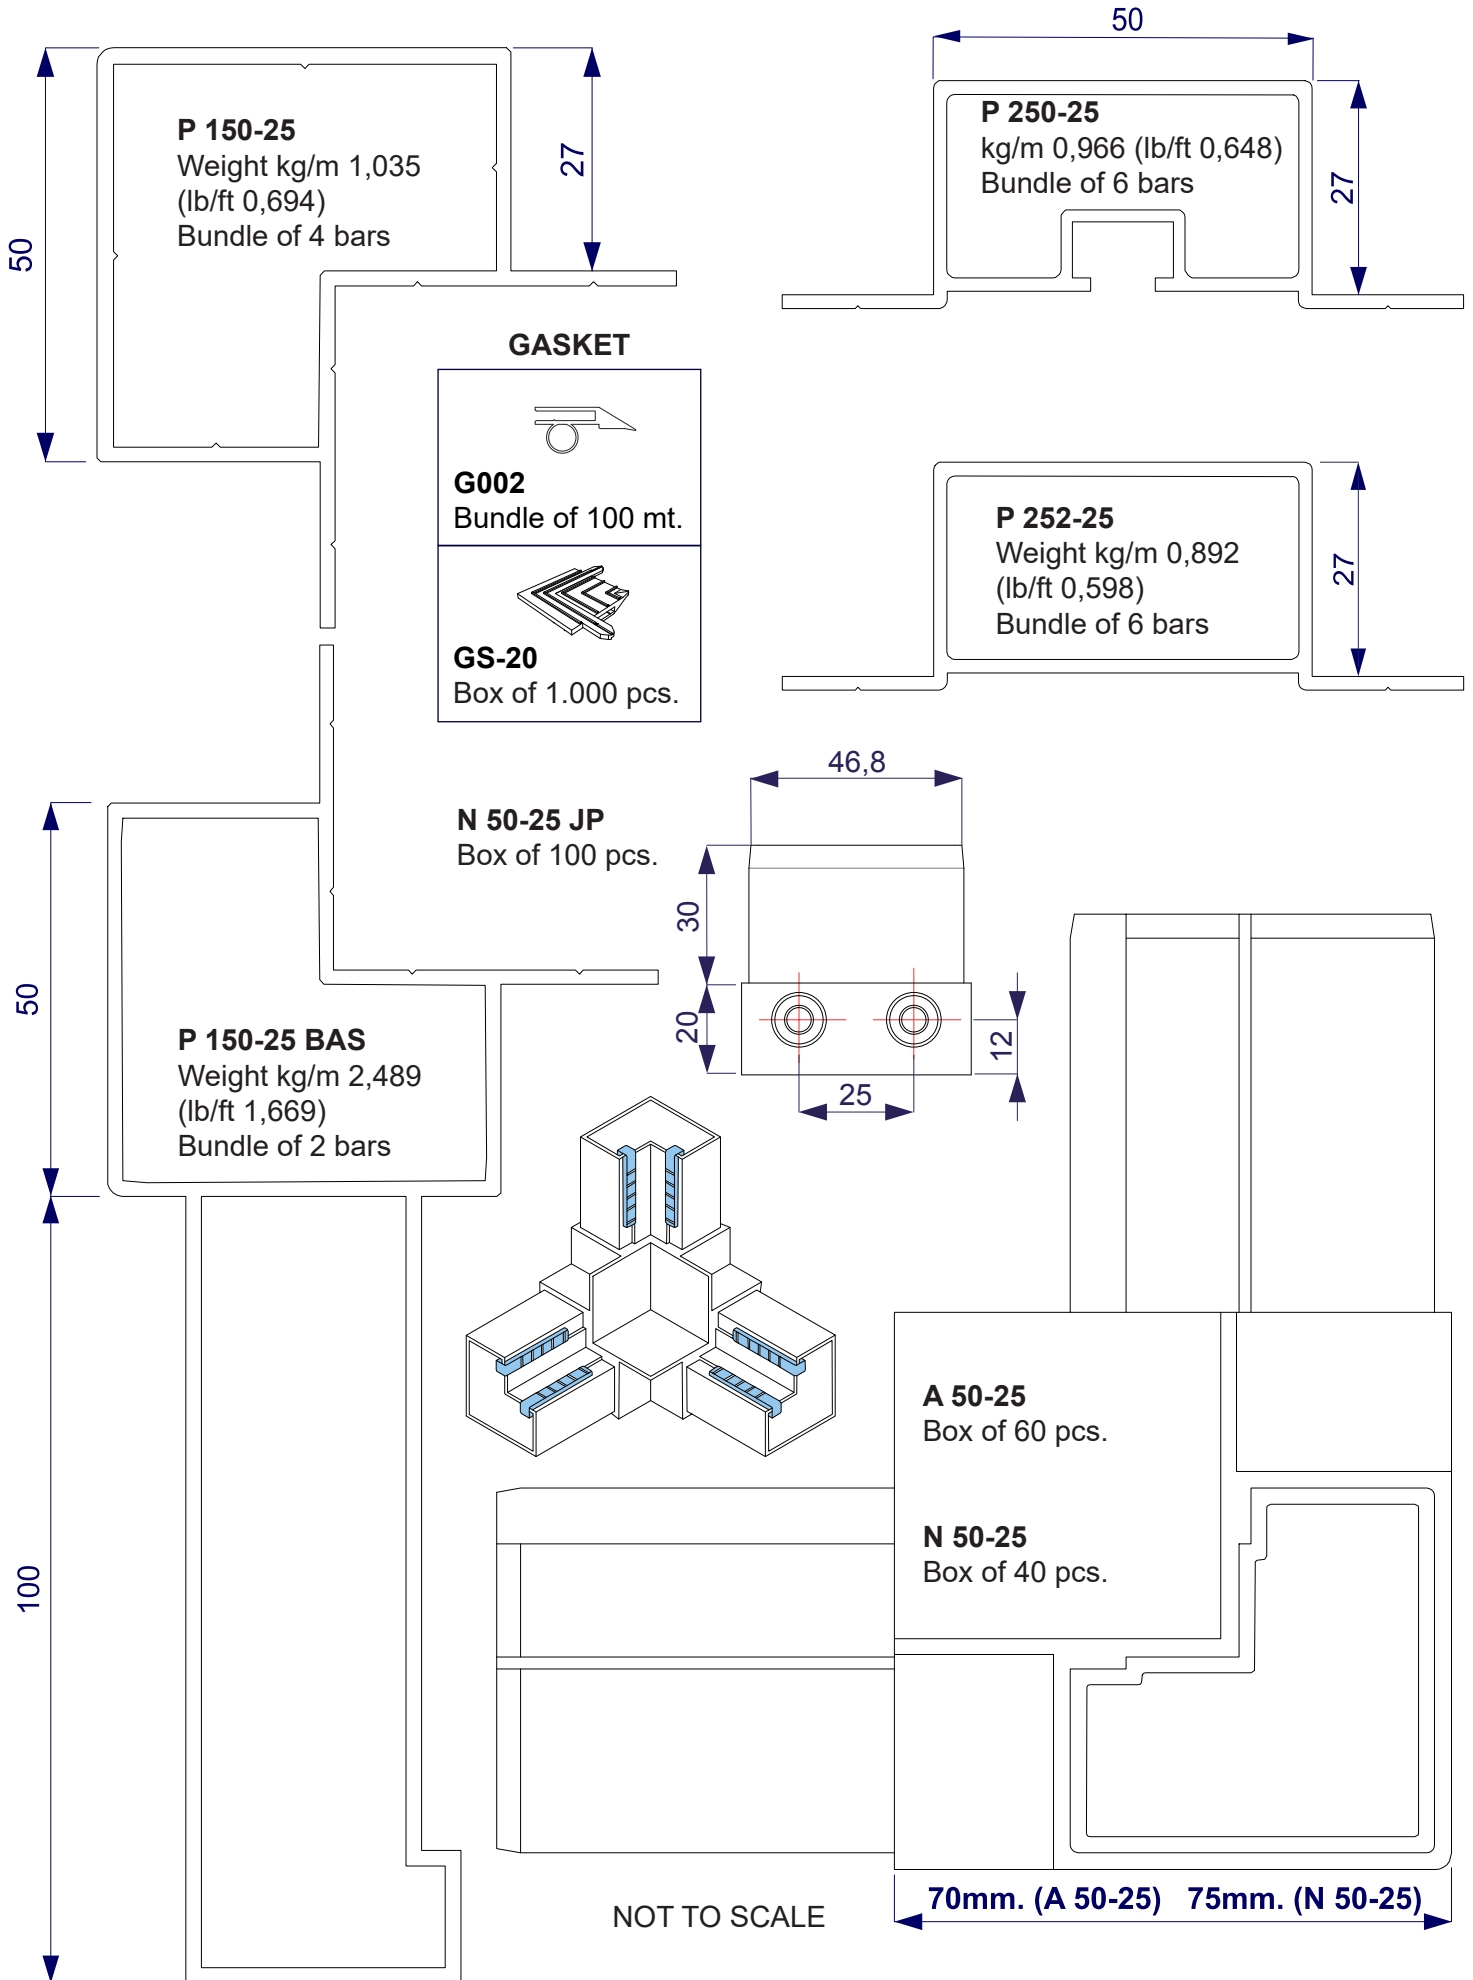 50
P 150-25
Weight kg/m 1,035
(lb/ft 0,694)
Bundle of 4 bars
27
50
P 250-25
kg/m 0,966 (lb/ft 0,648)
Bundle of 6 bars
27
50
GASKET
G002
Bundle of 100 mt.
GS-20
Box of 1.000 pcs.
P 252-25
Weight kg/m 0,892
(lb/ft 0,598)
Bundle of 6 bars
27
N 50-25 JP
Box of 100 pcs.
46,8
30
20
12
25
50
P 150-25 BAS
Weight kg/m 2,489
(lb/ft 1,669)
Bundle of 2 bars
100
A 50-25
Box of 60 pcs.
N 50-25
Box of 40 pcs.
70mm. (A 50-25) 75mm. (N 50-25)
NOT TO SCALE